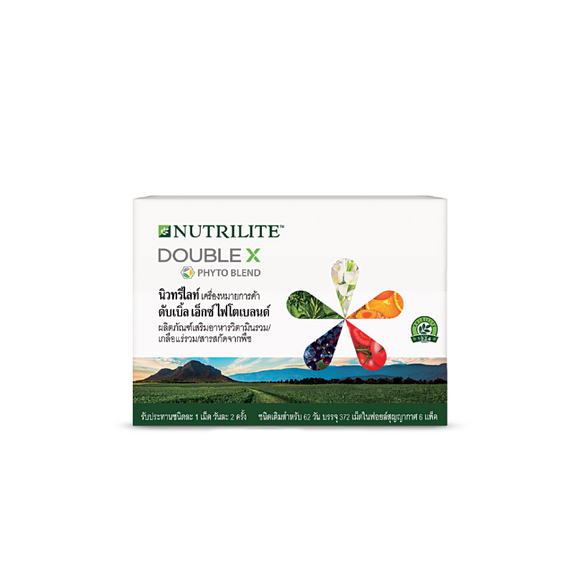 NUTRILITE™
DOUBLE X
PHYTO BLEND
นิวทริไลท์ เครื่องหมายการค้า
ดับเบิ้ล เอ็กซ์ ไฟโตเบลนด์
ผลิตภัณฑ์เสริมอาหารวิตามินรวม/
เกลือแร่รวม/สารสกัดจากพืช
รับประทานชนิดละ 1 เม็ด วันละ 2 ครั้ง ชนิดเติมสำหรับ 62 วัน บรรจุ 372 เม็ดในฟอยล์สุญญากาศ 6 แพ็ค